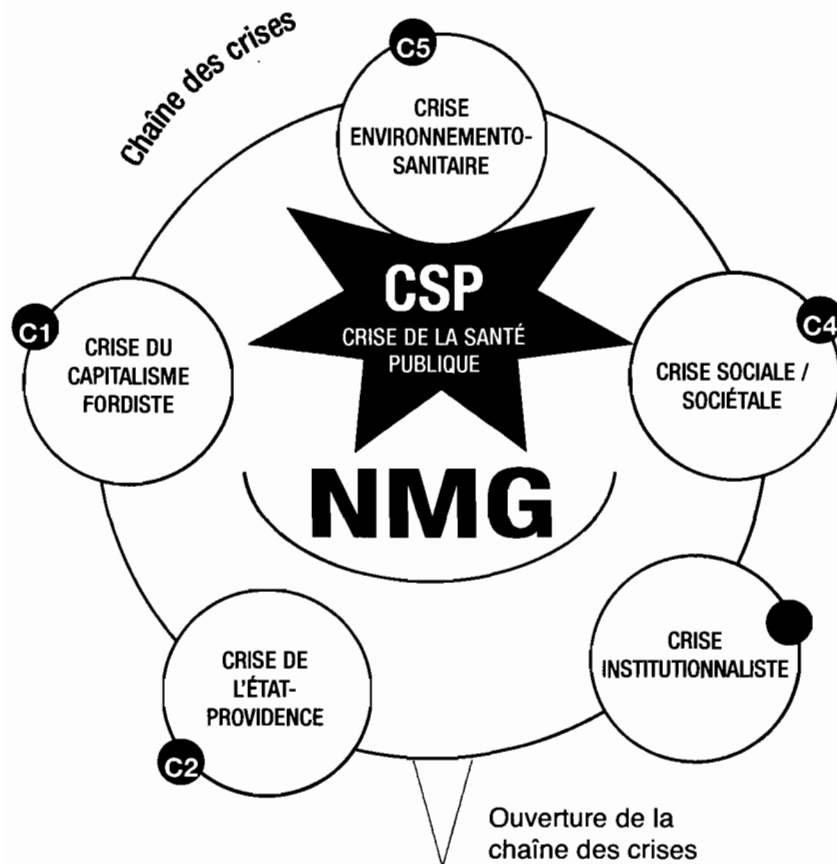 Chaîne des crises
C5
CRISE
ENVIRONNEMENTO-
SANITAIRE
CSP
CRISE DE LA SANTÉ
PUBLIQUE
C1
CRISE DU
CAPITALISME
FORDISTE
C4
CRISE SOCIALE /
SOCIÉTALE
NMG
CRISE DE
L'ÉTAT-
PROVIDENCE
C2
CRISE
INSTITUTIONNALISTE
Ouverture de la
chaîne des crises